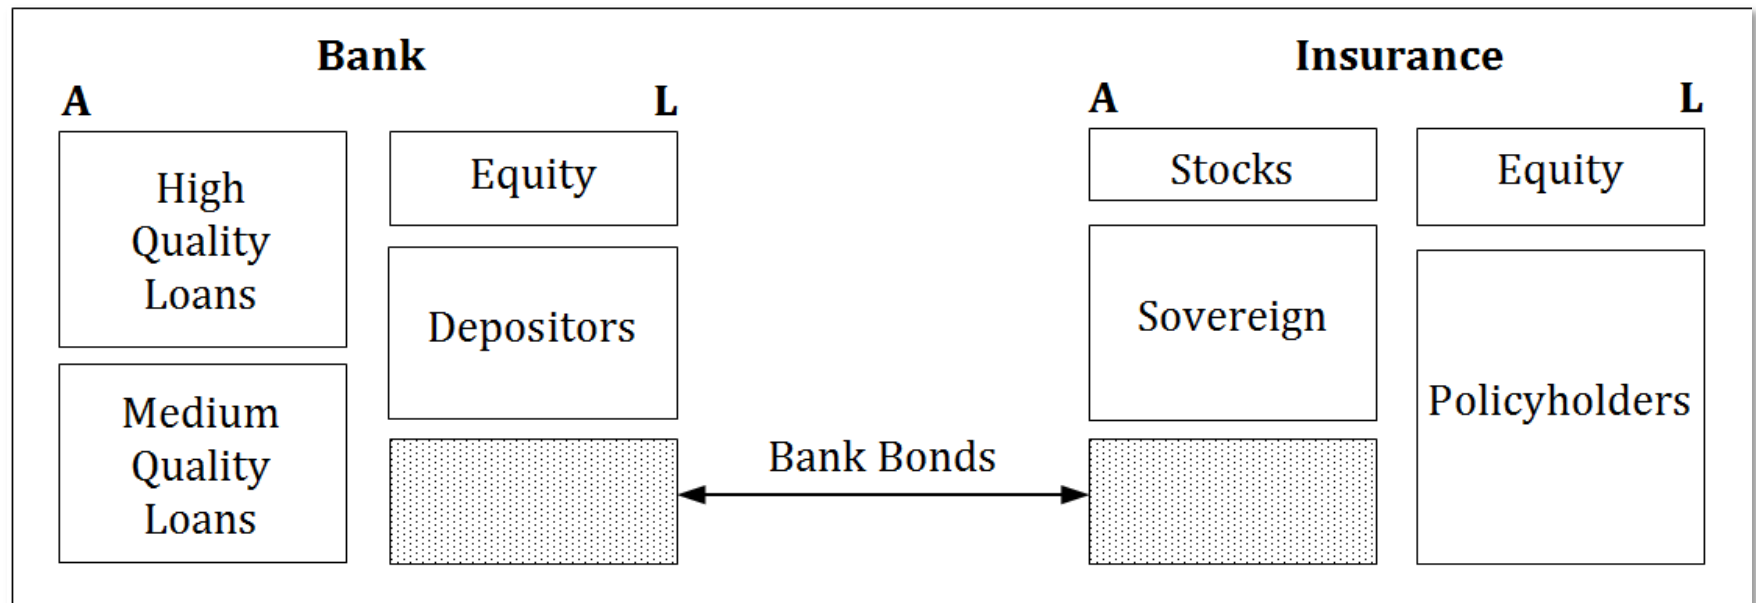 Bank
A
L
High
Quality
Loans
Medium
Quality
Loans
Equity
Depositors
Bank Bonds
Insurance
A
L
Stocks
Sovereign
Equity
Policyholders